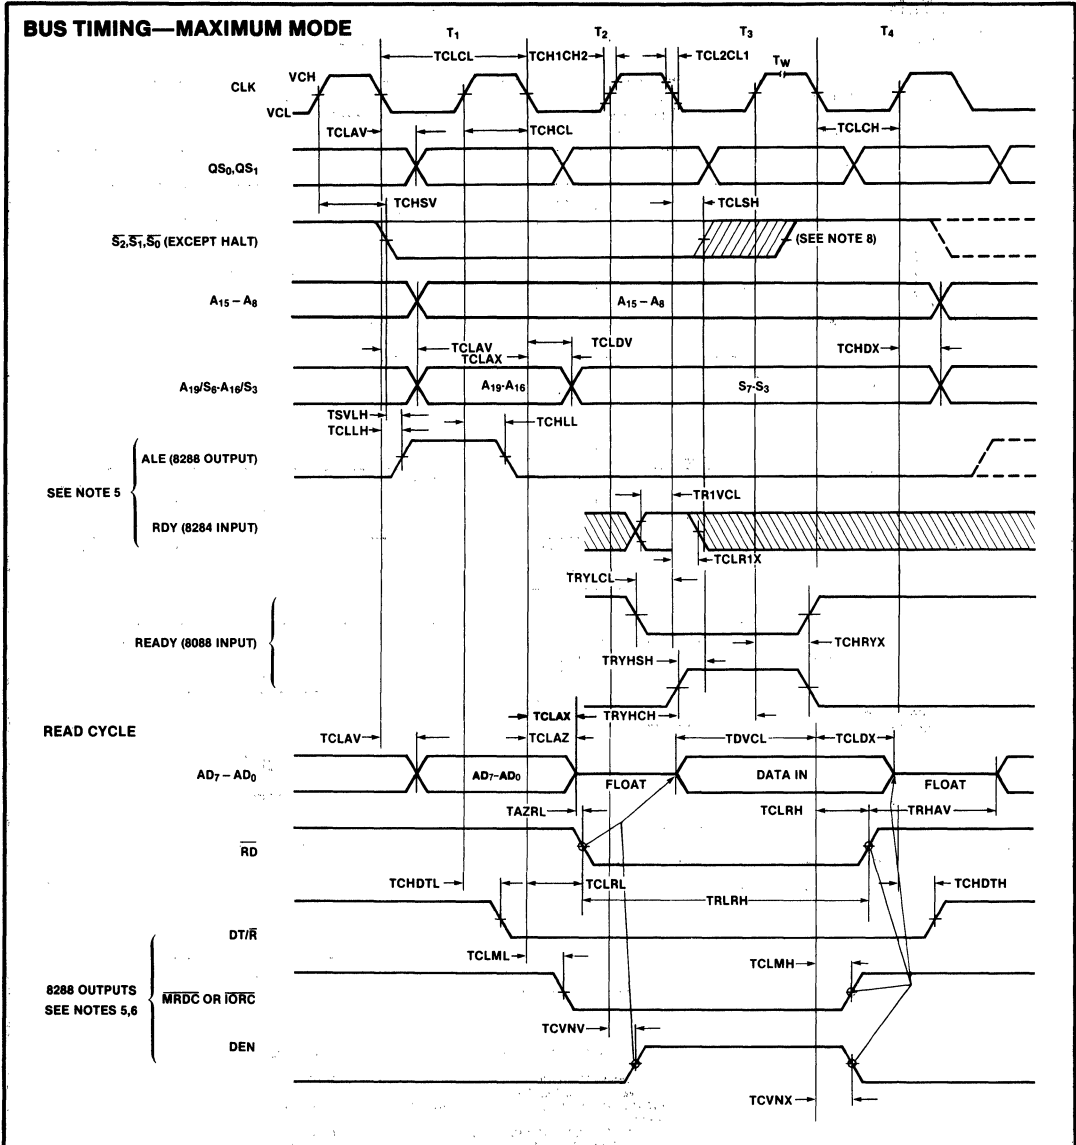 BUS TIMING—MAXIMUM MODE
T1 T2 T3 T4
TCLCL TCH1CH2 TCL2CL1 TW
VCH
CLK
VCL
TCLAV TCHCL TCLCH
QS0,QS1
TCHSV TCLSH
S2,S1,S0 (EXCEPT HALT) (SEE NOTE 8)
A15 – A8 A15 – A8
TCLAV TCLDV TCHDX
TCLAX
A19/S6-A16/S3 A19-A16 S7-S3
TSVLH TCHLL
TCLLH
ALE (8288 OUTPUT)
SEE NOTE 5
TR1VCL
RDY (8284 INPUT)
TCLR1X
TRYLCL
READY (8088 INPUT) TCHRYX
TRYHSH
TCLAX TRYHCH
READ CYCLE
TCLAV TCLAZ TDVCL TCLDX
AD7 – AD0 AD7-AD0 FLOAT DATA IN FLOAT
TAZRL TCLRH TRHAV
RD
TCHDTL TCLRL TRLRH TCHDTH
DT/R
TCLML TCLMH
8288 OUTPUTS
SEE NOTES 5,6
MRDC OR IORC
TCVNV
DEN
TCVNX